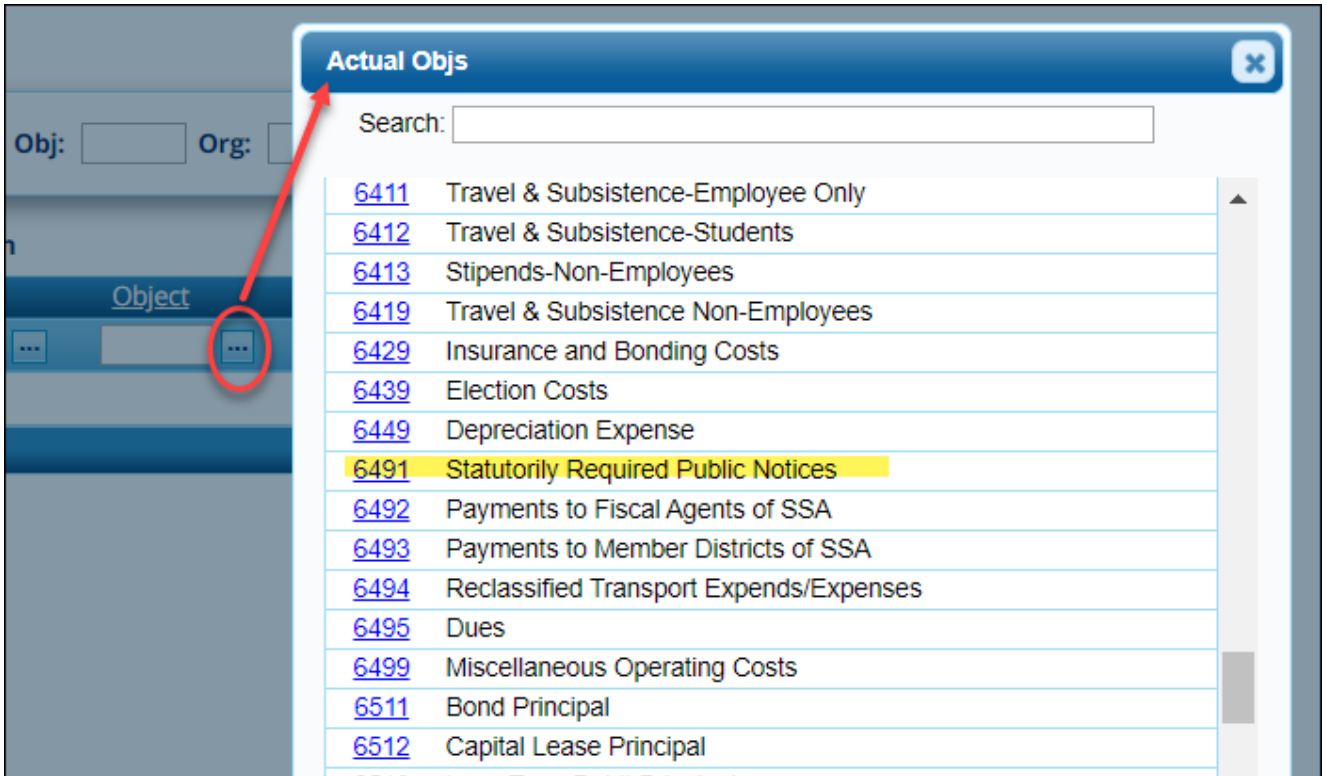 Actual Objs
Search:
Obj: Org:
n
Object
... ...
6411 Travel & Subsistence-Employee Only
6412 Travel & Subsistence-Students
6413 Stipends-Non-Employees
6419 Travel & Subsistence Non-Employees
6429 Insurance and Bonding Costs
6439 Election Costs
6449 Depreciation Expense
6491 Statutorily Required Public Notices
6492 Payments to Fiscal Agents of SSA
6493 Payments to Member Districts of SSA
6494 Reclassified Transport Expends/Expenses
6495 Dues
6499 Miscellaneous Operating Costs
6511 Bond Principal
6512 Capital Lease Principal